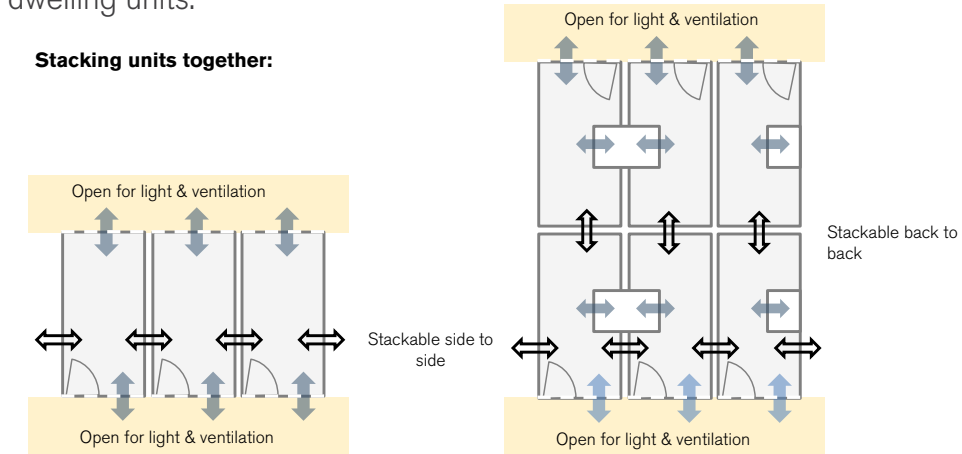 dwelling units.
Stacking units together:
Open for light & ventilation
Open for light & ventilation
Stackable side to
side
Open for light & ventilation
Stackable back to
back
Open for light & ventilation